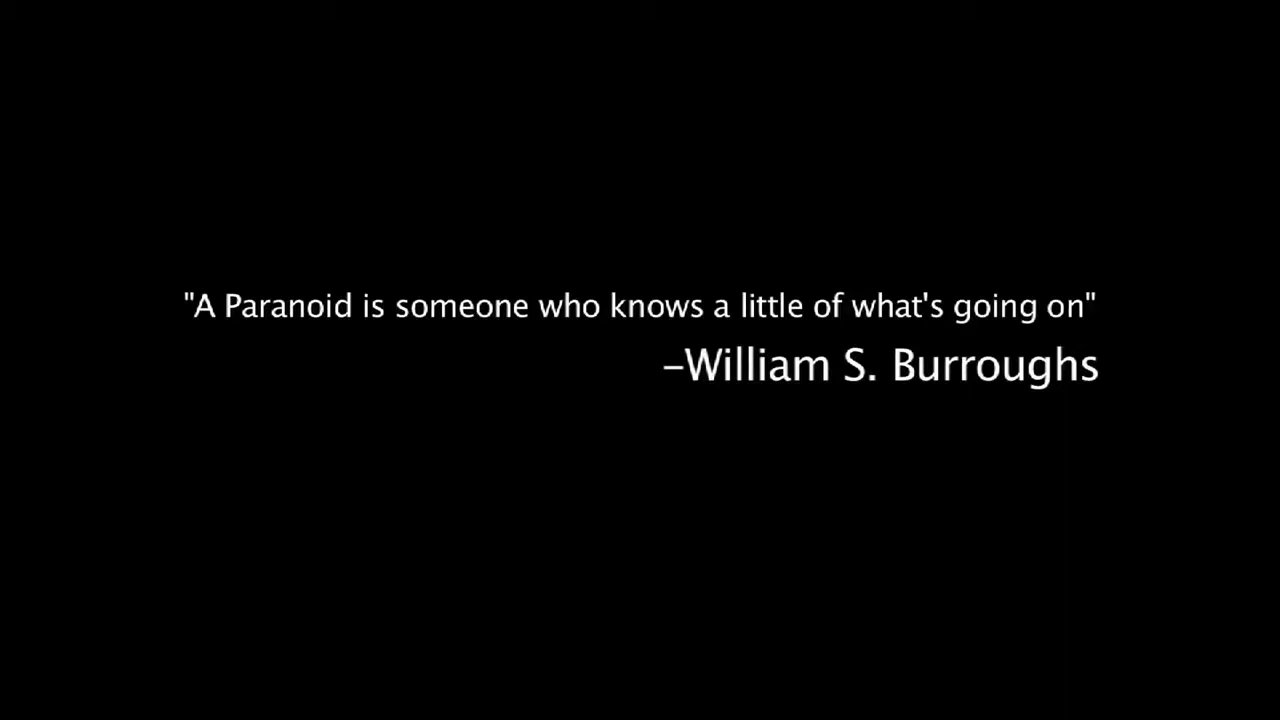 "A Paranoid is someone who knows a little of what's going on"
–William S. Burroughs